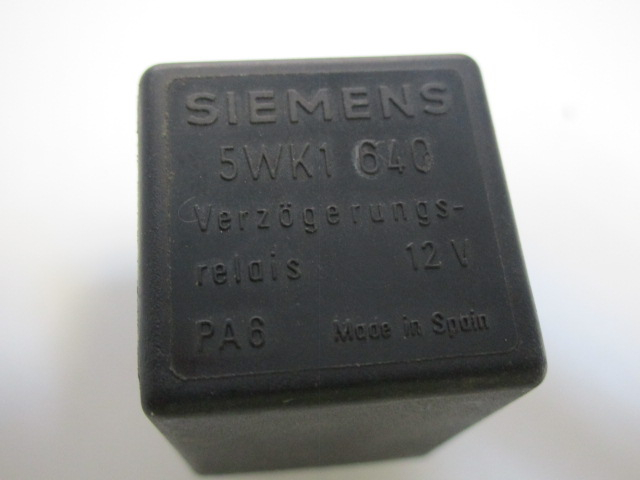 SIEMENS
5WK1 640
Verzögerungs-
relais 12 V
PA6 Made in Spain